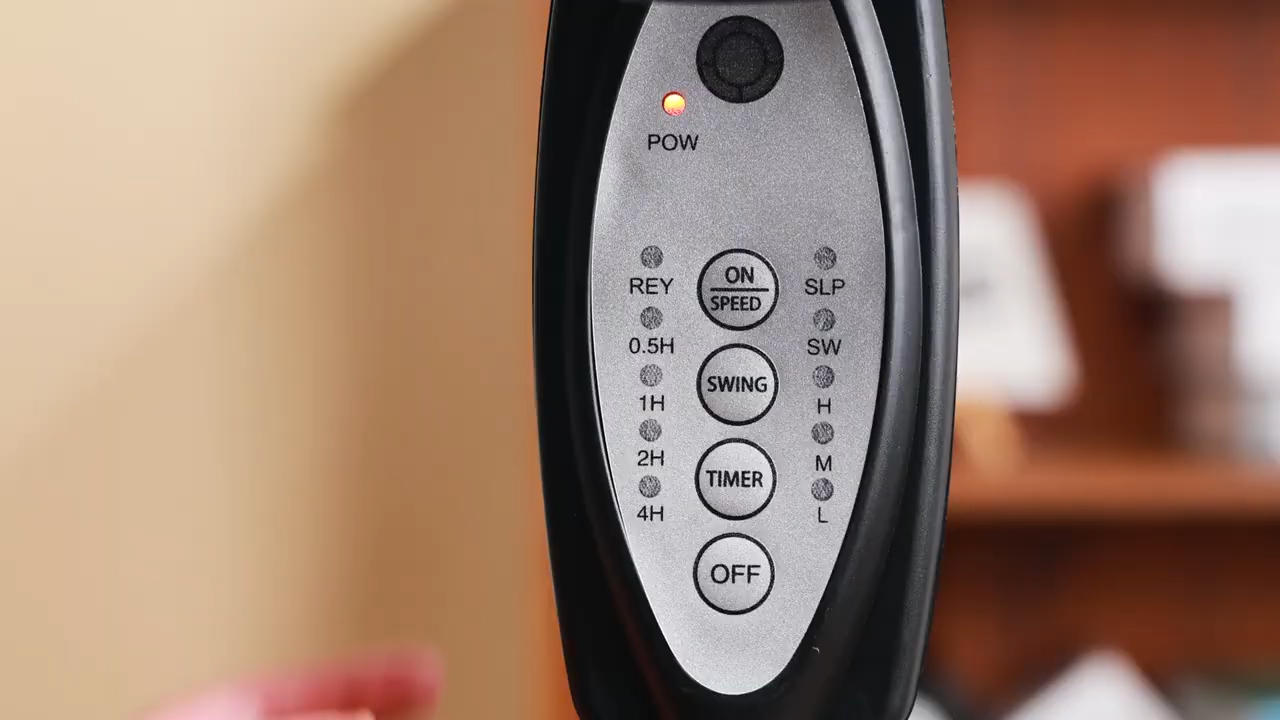 POW
REY
0.5H
1H
2H
4H
ON
SPEED
SWING
TIMER
OFF
SLP
SW
H
M
L